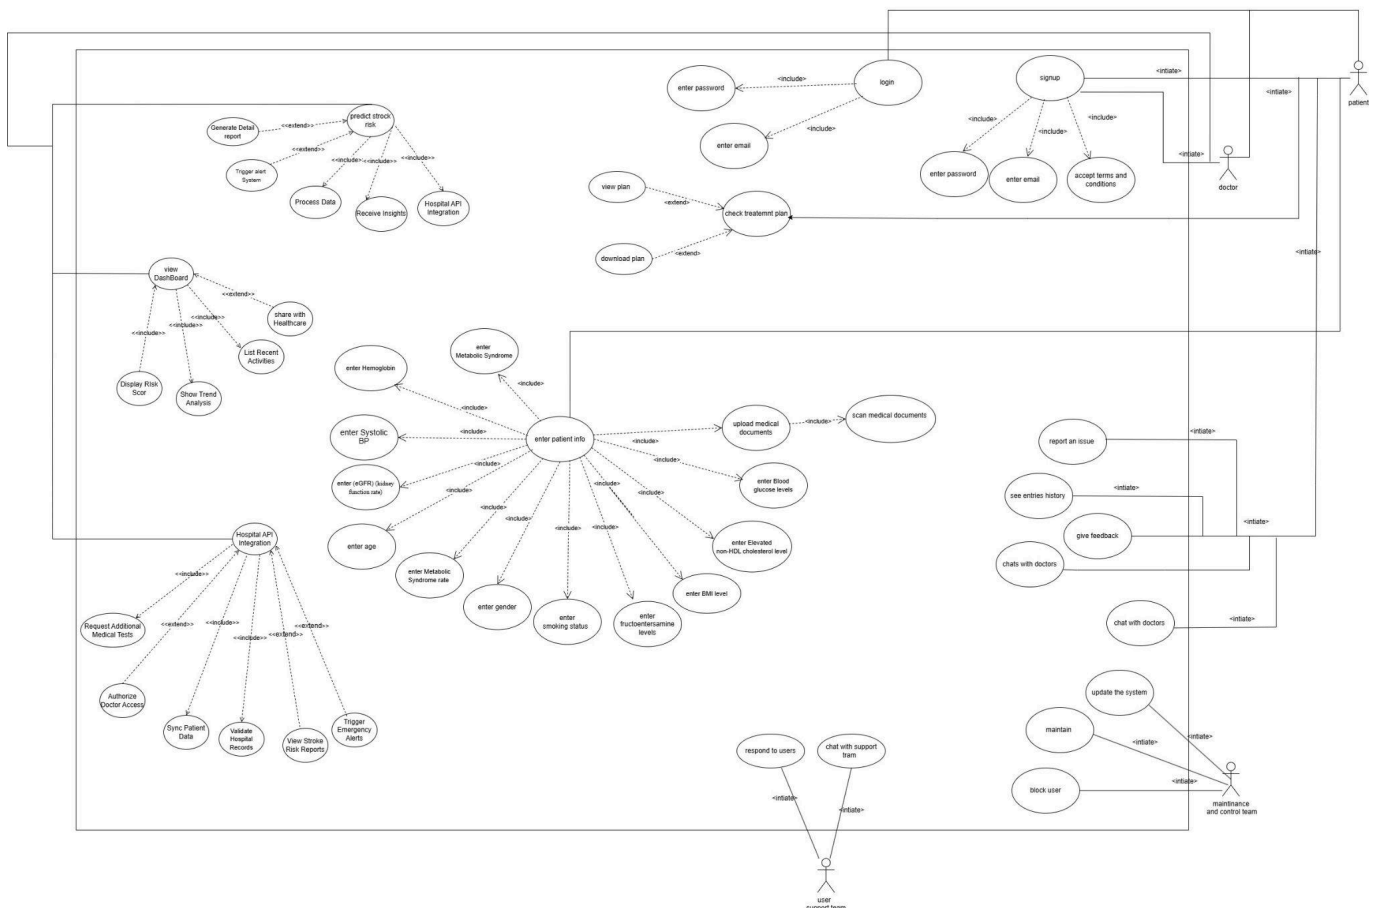 patient
<intiate>
<intiate>
login
<include>
enter password
<include>
enter email
signup
<include>
<include>
<include>
enter password
enter email
accept terms and
conditions
<intiate>
doctor
predict strock
risk
<<extend>>
Generate Detail
report
<<extend>>
Trigger alert
System
<<include>>
<<include>>
<<include>>
Process Data
Receive Insights
Hospital API
Integration
view plan
<extend>
check treatemnt plan
download plan
<extend>
<intiate>
view
DashBoard
<<extend>>
share with
Healthcare
<<include>>
<<include>>
<<include>>
List Recent
Activities
Display Risk
Scor
Show Trend
Analysis
enter
Metabolic Syndrome
<include>
enter Hemoglobin
<include>
enter Systolic
BP
<include>
enter patient info
upload medical
documents
<include>
scan medical documents
<include>
enter Blood
glucose levels
enter (eGFR) (kidney
function rate)
<include>
enter age
<include>
enter Metabolic
Syndrome rate
<include>
enter gender
<include>
enter
smoking status
<include>
enter
fructoentersamine
levels
<include>
enter BMI level
<include>
enter Elevated
non-HDL cholesterol level
<include>
report an issue
<intiate>
see entries history
<intiate>
give feedback
chats with doctors
<intiate>
chat with doctors
<intiate>
Hospital API
Integration
<<include>>
Request Additional
Medical Tests
<<extend>>
Authorize
Doctor Access
<<include>>
Sync Patient
Data
<<include>>
Validate
Hospital
Records
<<extend>>
View Stroke
Risk Reports
<<extend>>
Trigger
Emergency
Alerts
update the system
<intiate>
maintain
<intiate>
block user
<intiate>
maintinance
and control team
respond to users
chat with support
tram
<intiate>
<intiate>
user
support team